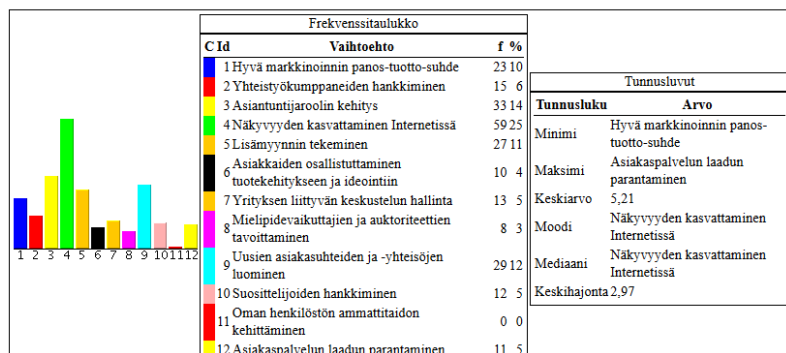 Frekvenssitaulukko
C Id Vaihtoehto f %
1 Hyvä markkinoinnin panos-tuotto-suhde 23 10
2 Yhteistyökumppaneiden hankkiminen 15 6
3 Asiantuntijaroolin kehitys 33 14
4 Näkyvyyden kasvattaminen Internetissä 59 25
5 Lisämyynnin tekeminen 27 11
6 Asiakkaiden osallistuttaminen
tuotekehitykseen ja ideointiin 10 4
7 Yrityksen liittyvän keskustelun hallinta 13 5
8 Mielipidevaikuttajien ja auktoriteettien
tavoittaminen 8 3
9 Uusien asiakasuhteiden ja -yhteisöjen
luominen 29 12
10 Suosittelijoiden hankkiminen 12 5
11 Oman henkilöstön ammattitaidon
kehittäminen 0 0
12 Asiakaspalvelun laadun parantaminen 11 5
1 2 3 4 5 6 7 8 9 10 11 12
Tunnusluvut
Tunnusluku Arvo
Minimi Hyvä markkinoinnin panos-
tuotto-suhde
Maksimi Asiakaspalvelun laadun
parantaminen
Keskiarvo 5,21
Moodi Näkyvyyden kasvattaminen
Internetissä
Mediaani Näkyvyyden kasvattaminen
Internetissä
Keskihajonta 2,97